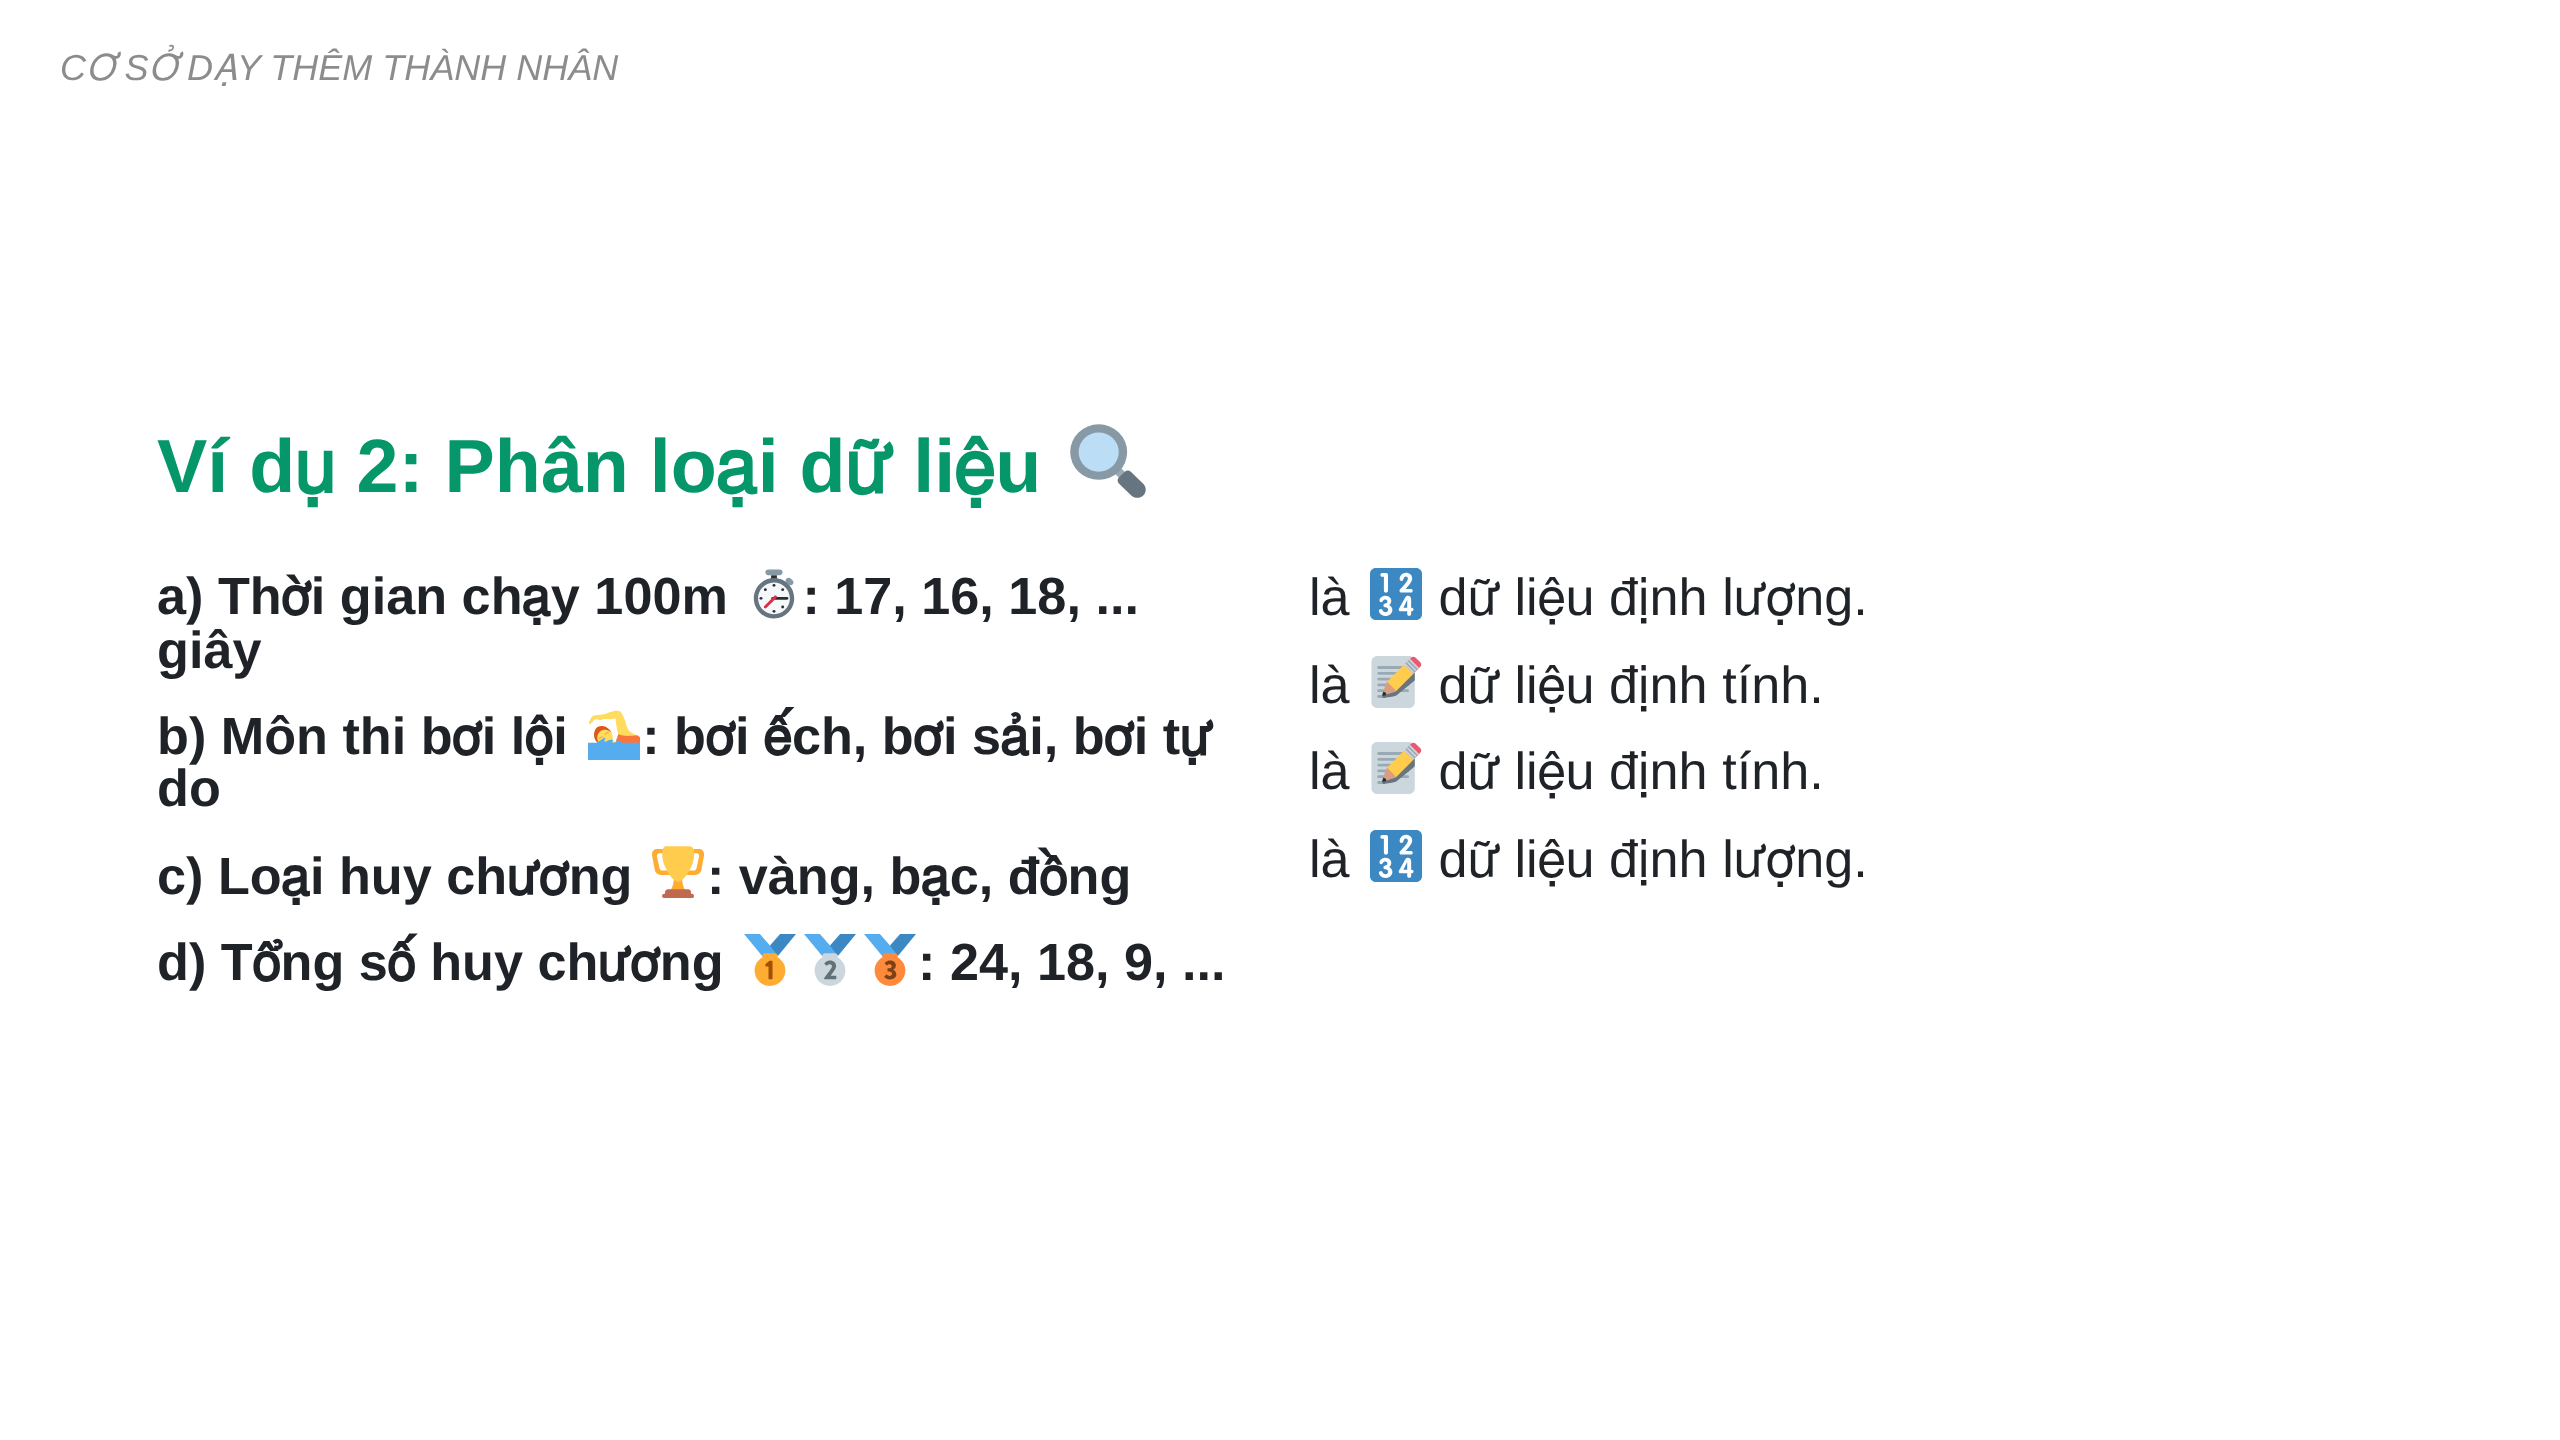 CƠ SỞ DẠY THÊM THÀNH NHÂN
Ví dụ 2: Phân loại dữ liệu 🔍
a) Thời gian chạy 100m ⏱️: 17, 16, 18, ...
giây
b) Môn thi bơi lội 🏊: bơi ếch, bơi sải, bơi tự
do
c) Loại huy chương 🏆: vàng, bạc, đồng
d) Tổng số huy chương 🥇🥈🥉: 24, 18, 9, ...
là 🔢 dữ liệu định lượng.
là 📝 dữ liệu định tính.
là 📝 dữ liệu định tính.
là 🔢 dữ liệu định lượng.